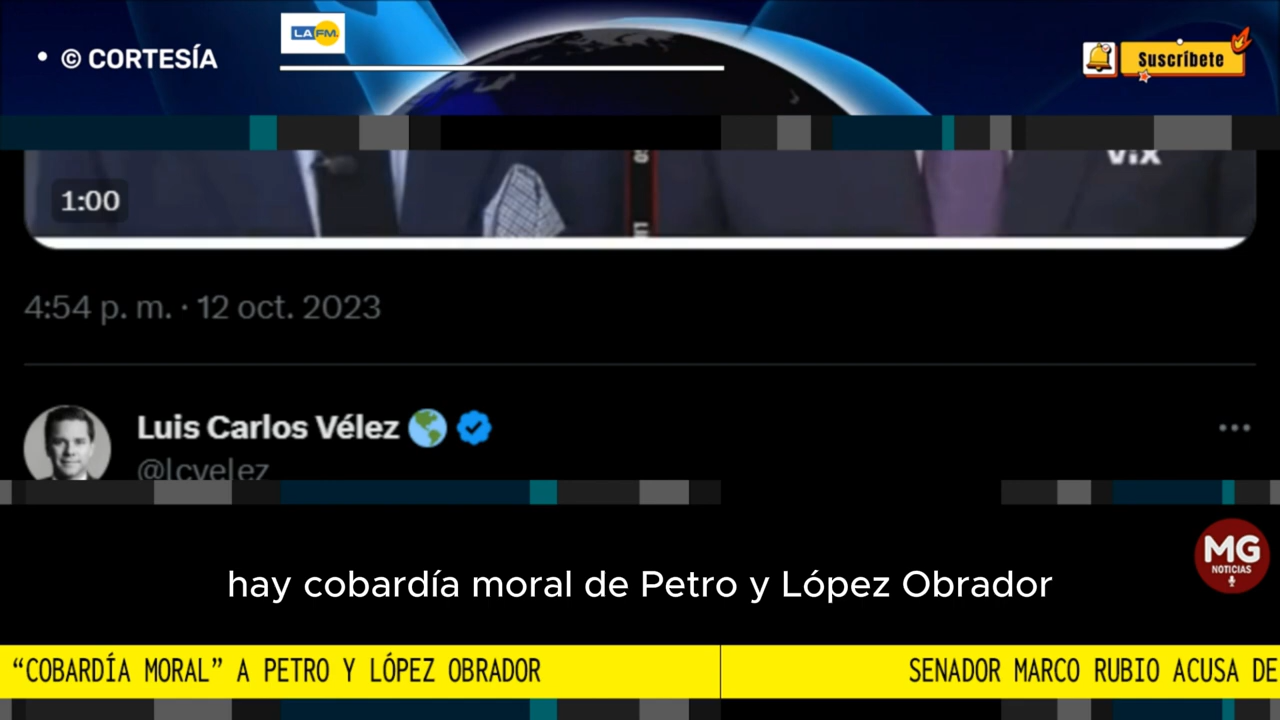 • © CORTESÍA
LA FM.
Suscríbete
VIX
1:00
4:54 p. m. · 12 oct. 2023
Luis Carlos Vélez
@lcvelez
MG
NOTICIAS
hay cobardía moral de Petro y López Obrador
“COBARDÍA MORAL” A PETRO Y LÓPEZ OBRADOR
SENADOR MARCO RUBIO ACUSA DE